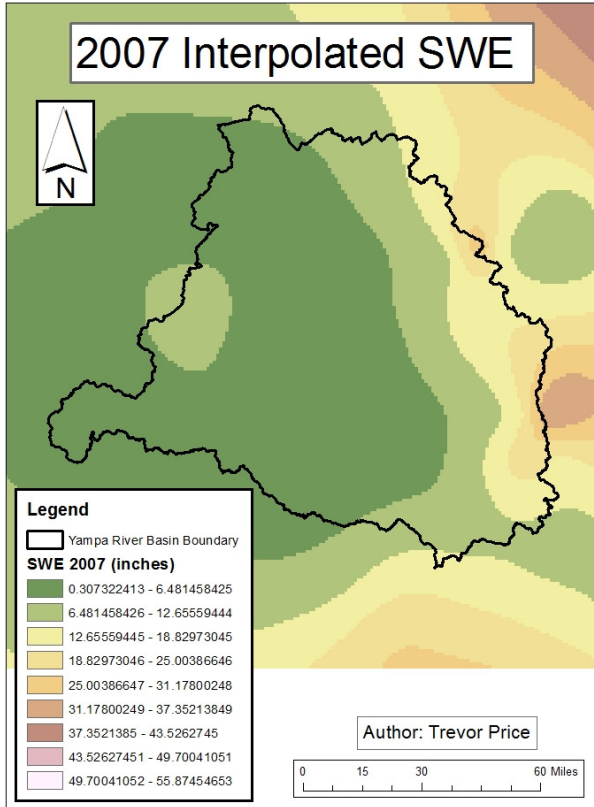 2007 Interpolated SWE
N
Legend
Yampa River Basin Boundary
SWE 2007 (inches)
0.307322413 - 6.481458425
6.481458426 - 12.65559444
12.65559445 - 18.82973045
18.82973046 - 25.00386646
25.00386647 - 31.17800248
31.17800249 - 37.35213849
37.3521385 - 43.5262745
43.52627451 - 49.70041051
49.70041052 - 55.87454653
Author: Trevor Price
0 15 30 60 Miles